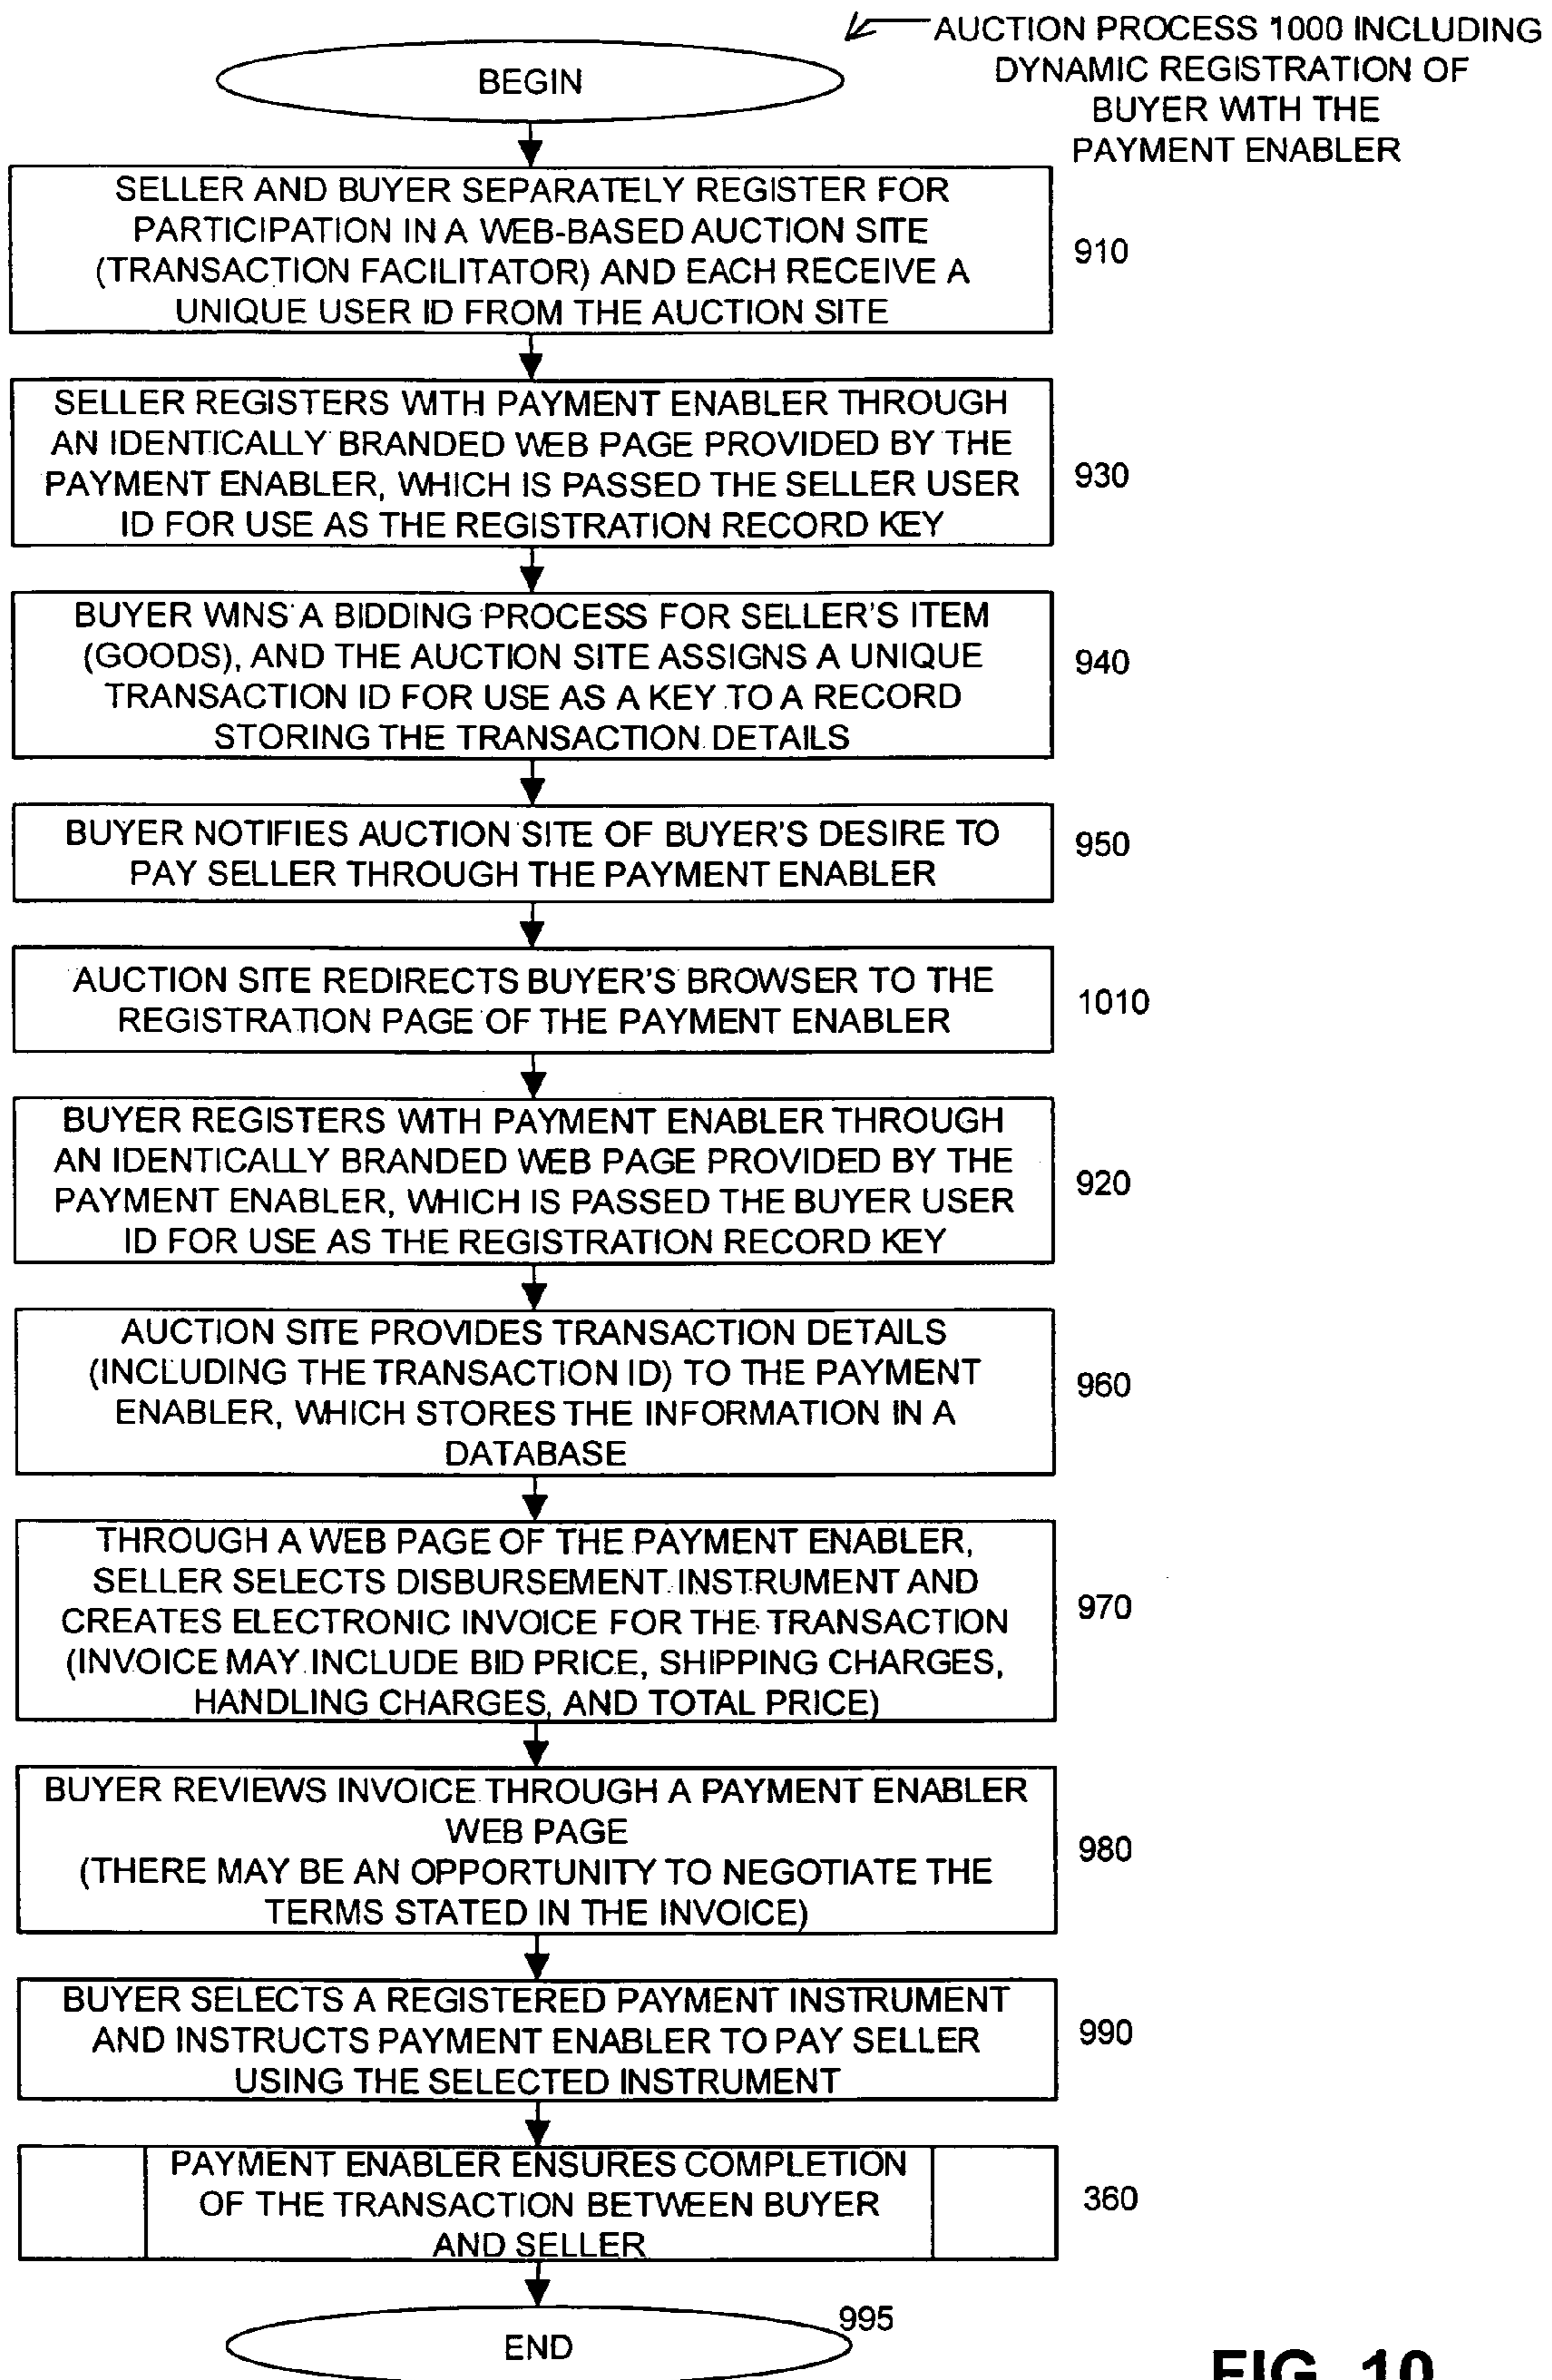 AUCTION PROCESS 1000 INCLUDING
DYNAMIC REGISTRATION OF
BUYER WITH THE
PAYMENT ENABLER
BEGIN
SELLER AND BUYER SEPARATELY REGISTER FOR
PARTICIPATION IN A WEB-BASED AUCTION SITE
(TRANSACTION FACILITATOR) AND EACH RECEIVE A
UNIQUE USER ID FROM THE AUCTION SITE
910
SELLER REGISTERS WITH PAYMENT ENABLER THROUGH
AN IDENTICALLY BRANDED WEB PAGE PROVIDED BY THE
PAYMENT ENABLER, WHICH IS PASSED THE SELLER USER
ID FOR USE AS THE REGISTRATION RECORD KEY
930
BUYER WINS A BIDDING PROCESS FOR SELLER'S ITEM
(GOODS), AND THE AUCTION SITE ASSIGNS A UNIQUE
TRANSACTION ID FOR USE AS A KEY TO A RECORD
STORING THE TRANSACTION DETAILS
940
BUYER NOTIFIES AUCTION SITE OF BUYER'S DESIRE TO
PAY SELLER THROUGH THE PAYMENT ENABLER
950
AUCTION SITE REDIRECTS BUYER'S BROWSER TO THE
REGISTRATION PAGE OF THE PAYMENT ENABLER
1010
BUYER REGISTERS WITH PAYMENT ENABLER THROUGH
AN IDENTICALLY BRANDED WEB PAGE PROVIDED BY THE
PAYMENT ENABLER, WHICH IS PASSED THE BUYER USER
ID FOR USE AS THE REGISTRATION RECORD KEY
920
AUCTION SITE PROVIDES TRANSACTION DETAILS
(INCLUDING THE TRANSACTION ID) TO THE PAYMENT
ENABLER, WHICH STORES THE INFORMATION IN A
DATABASE
960
THROUGH A WEB PAGE OF THE PAYMENT ENABLER,
SELLER SELECTS DISBURSEMENT INSTRUMENT AND
CREATES ELECTRONIC INVOICE FOR THE TRANSACTION
(INVOICE MAY INCLUDE BID PRICE, SHIPPING CHARGES,
HANDLING CHARGES, AND TOTAL PRICE)
970
BUYER REVIEWS INVOICE THROUGH A PAYMENT ENABLER
WEB PAGE
(THERE MAY BE AN OPPORTUNITY TO NEGOTIATE THE
TERMS STATED IN THE INVOICE)
980
BUYER SELECTS A REGISTERED PAYMENT INSTRUMENT
AND INSTRUCTS PAYMENT ENABLER TO PAY SELLER
USING THE SELECTED INSTRUMENT
990
PAYMENT ENABLER ENSURES COMPLETION
OF THE TRANSACTION BETWEEN BUYER
AND SELLER
360
995
END
FIG. 10